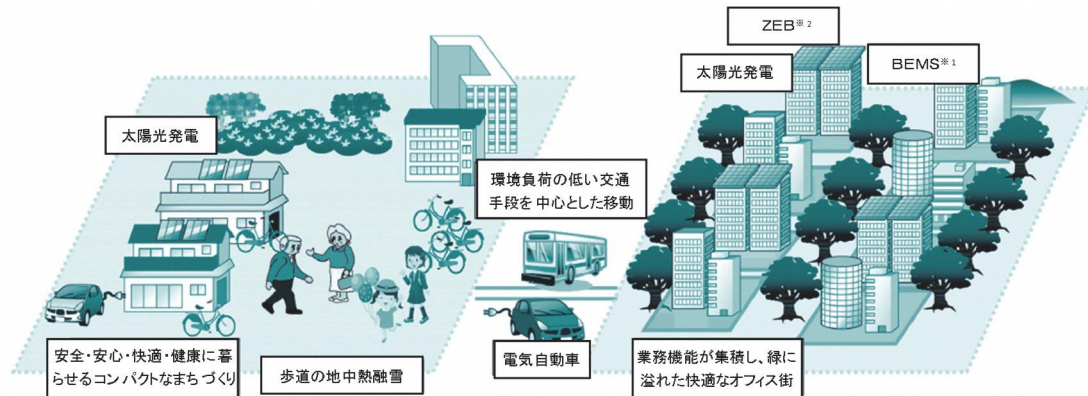 ZEB※2
太陽光発電
BEMS※1
太陽光発電
環境負荷の低い交通
手段を中心とした移動
安全・安心・快適・健康に暮
らせるコンパクトなまちづくり
歩道の地中熱融雪
電気自動車
業務機能が集積し、緑に
溢れた快適なオフィス街